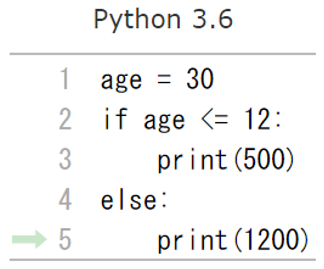 Python 3.6
1 age = 30
2 if age <= 12:
3     print(500)
4 else:
5     print(1200)